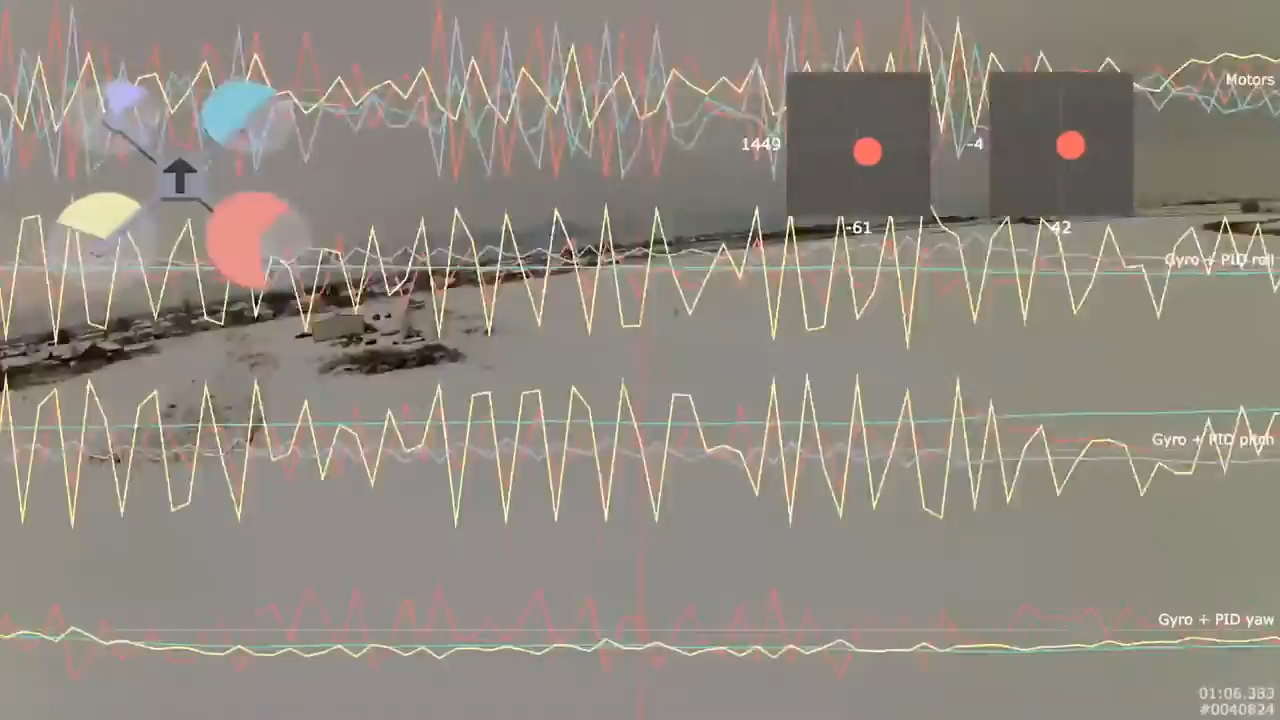 Motors
1449
-4
-61
42
Gyro + PID roll
Gyro + PID pitch
Gyro + PID yaw
01:06.383
#0040824